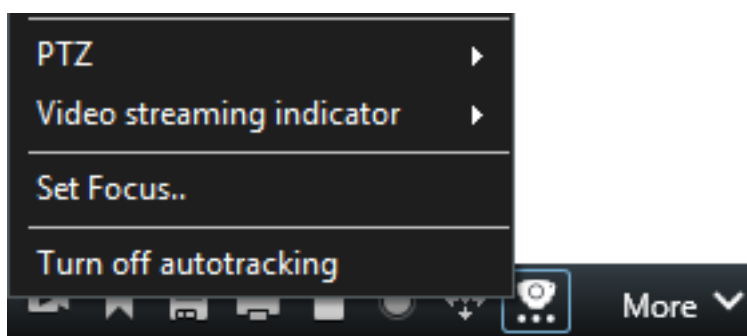 PTZ
Video streaming indicator
Set Focus..
Turn off autotracking
More